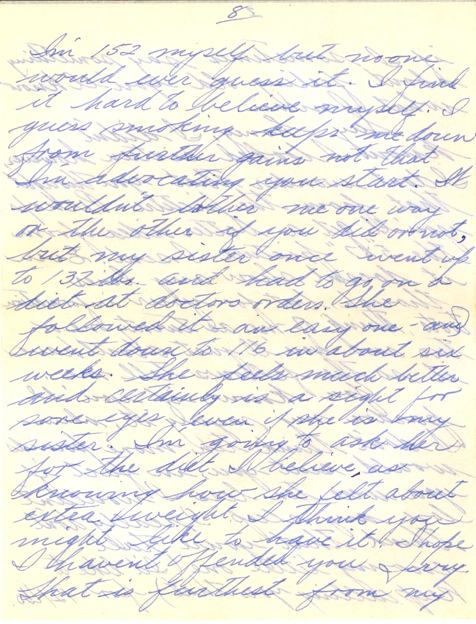 8
I'm 152 myself but no one
would ever guess it. I find
it hard to believe myself. I
guess smoking keeps me down
from further gains not that
I'm advocating you start. It
wouldn't bother me one way
or the other if you did or not,
but my sister once went up
to 132 lbs. and had to go on a
diet at doctors orders. She
followed it an easy one - and
went down to 116 in about six
weeks. She feels much better
and certainly is a sight for
sore eyes, even if she is my
sister. I'm going to ask her
for the diet I believe, as
knowing how she felt about
extra weight I think you
might like to have it. I hope
I haven't offended you Jerry.
That is furthest from my